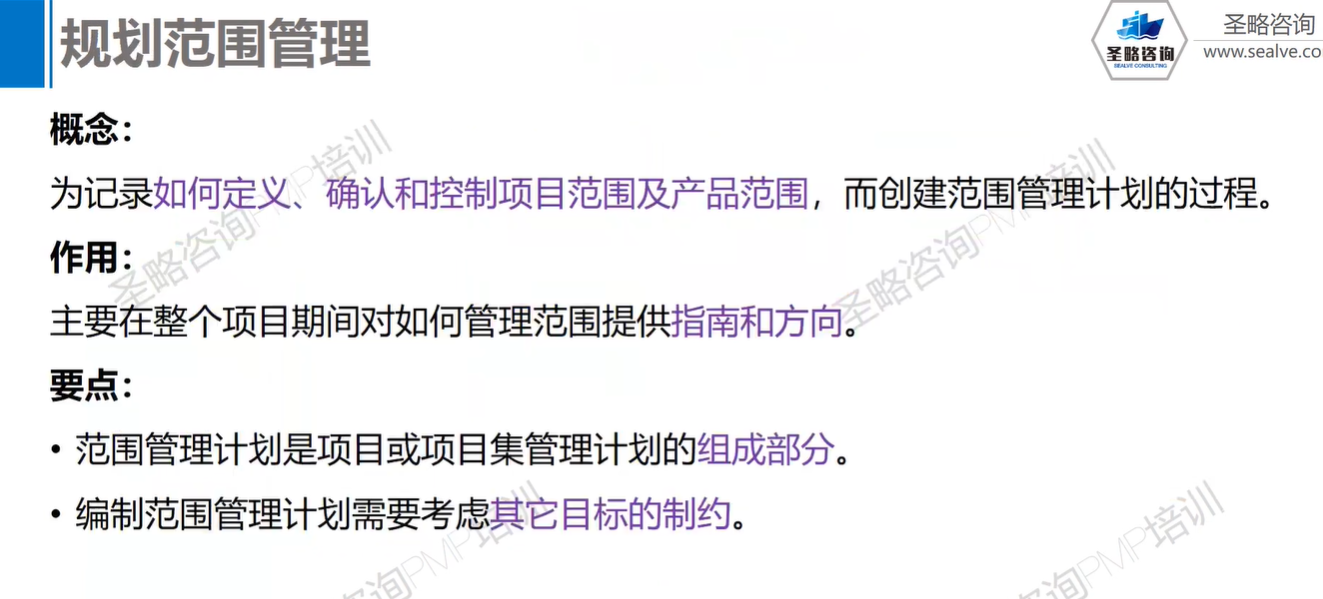 规划范围管理
圣略咨询
SEALVE CONSULTING
圣略咨询
www.sealve.co
概念：
为记录如何定义、确认和控制项目范围及产品范围，而创建范围管理计划的过程。
作用：
主要在整个项目期间对如何管理范围提供指南和方向。
要点：
• 范围管理计划是项目或项目集管理计划的组成部分。
• 编制范围管理计划需要考虑其它目标的制约。
圣略咨询PMP培训
圣略咨询PMP培训
咨询PMP培训
咨询PMP培训